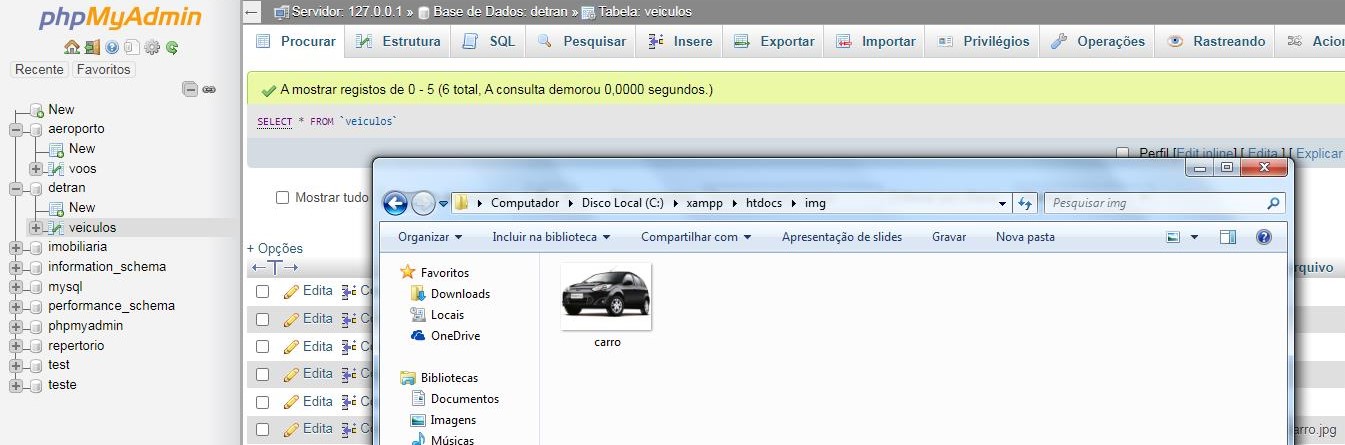 phpMyAdmin
Recente Favoritos
New
aeroporto
New
voos
detran
New
veiculos
imobiliaria
information_schema
mysql
performance_schema
phpmyadmin
repertorio
test
teste
Servidor: 127.0.0.1 » Base de Dados: detran » Tabela: veiculos
Procurar Estrutura SQL Pesquisar Insere Exportar Importar Privilégios Operações Rastreando
A mostrar registos de 0 - 5 (6 total, A consulta demorou 0,0000 segundos.)
SELECT * FROM `veiculos`
Perfil [Edit inline] [ Edita ] [ Explicar
Mostrar tudo
+ Opções
Edita
Edita
Edita
Edita
Edita
Edita
Computador Disco Local (C:) xampp htdocs img
Pesquisar img
Organizar Incluir na biblioteca Compartilhar com Apresentação de slides Gravar Nova pasta
Favoritos
Downloads
Locais
OneDrive
Bibliotecas
Documentos
Imagens
Músicas
carro
rquivo
arro.jpg